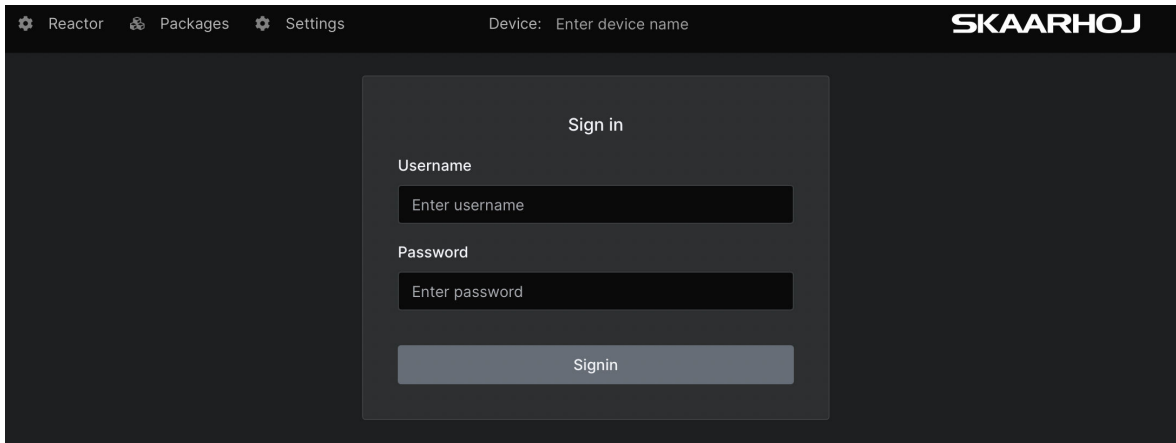 Reactor Packages Settings Device: Enter device name SKAARHOJ
Sign in
Username
Enter username
Password
Enter password
Signin